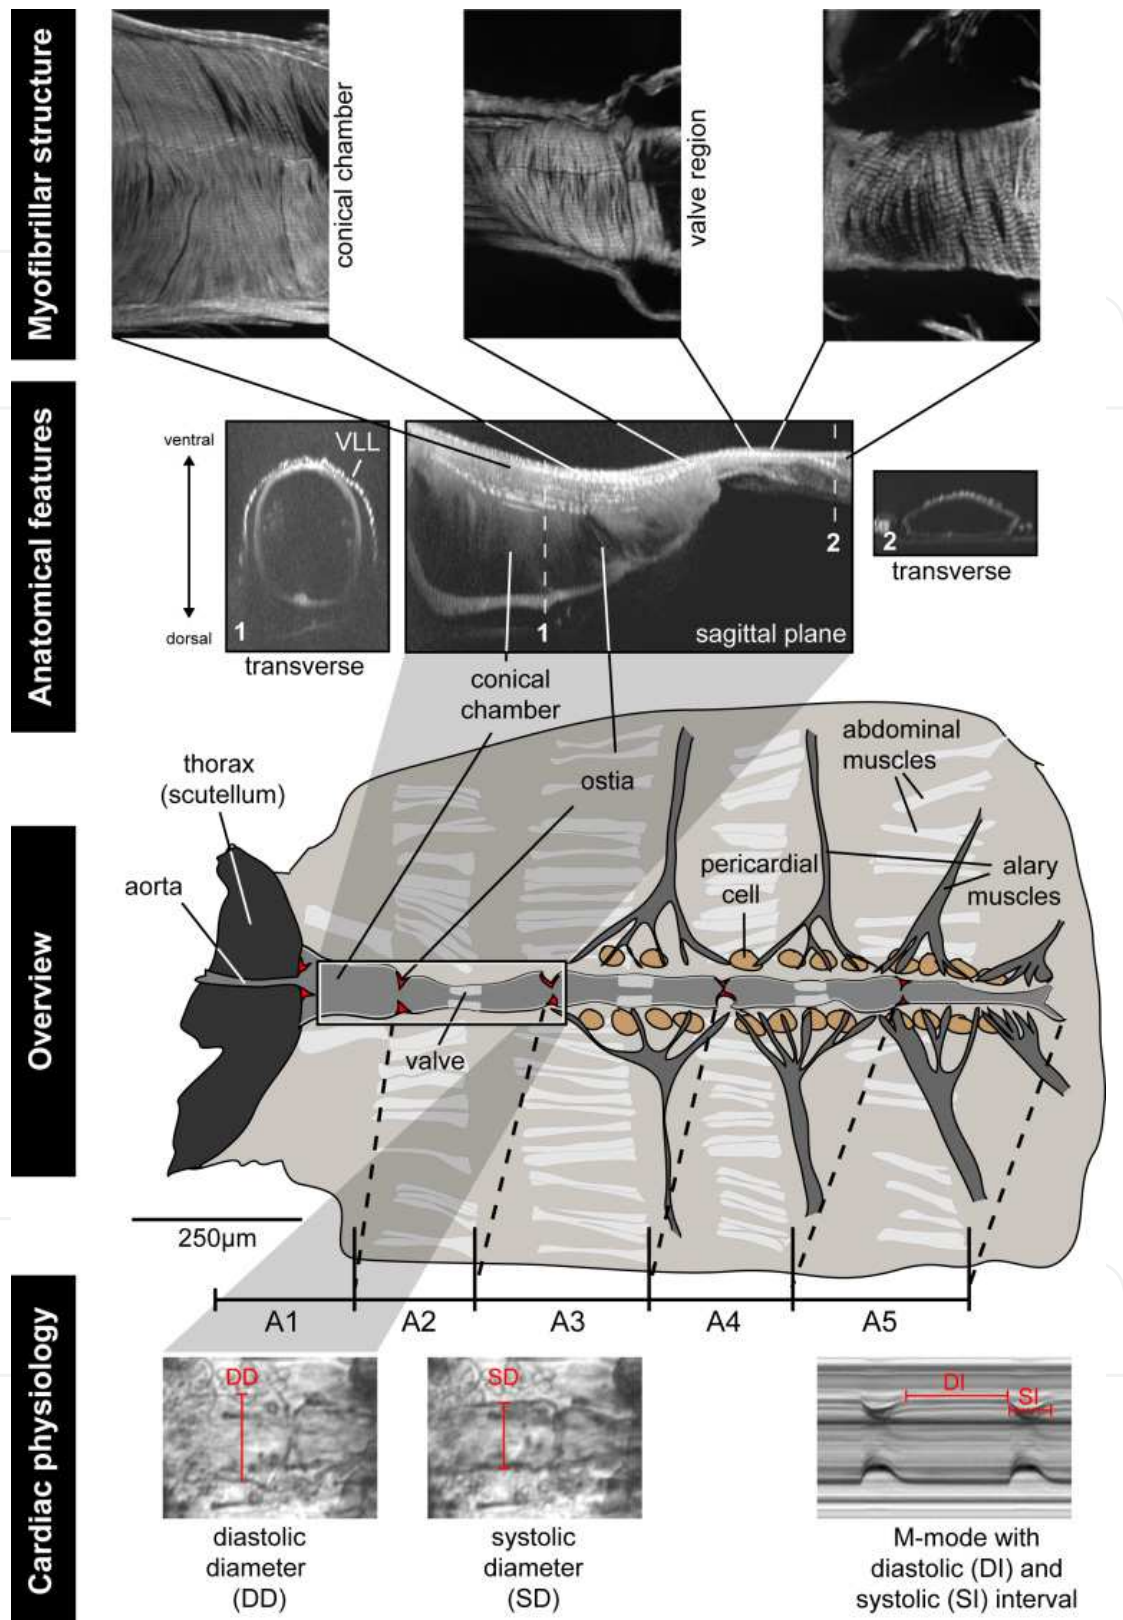 Myofibrillar structure
conical chamber
valve region
Anatomical features
ventral
dorsal
VLL
1
transverse
1
2
sagittal plane
2
transverse
conical
chamber
ostia
Overview
thorax
(scutellum)
aorta
abdominal
muscles
pericardial
cell
alary
muscles
valve
250µm
A1
A2
A3
A4
A5
Cardiac physiology
DD
diastolic
diameter
(DD)
SD
systolic
diameter
(SD)
DI
SI
M-mode with
diastolic (DI) and
systolic (SI) interval